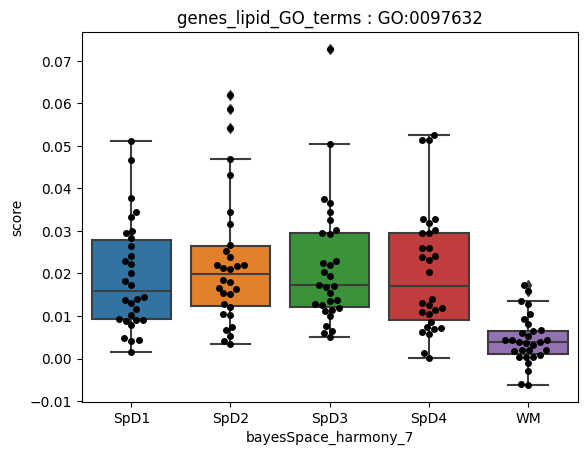 genes_lipid_GO_terms : GO:0097632
0.07
0.06
0.05
0.04
0.03
0.02
0.01
0.00
−0.01
score
SpD1 SpD2 SpD3 SpD4 WM
bayesSpace_harmony_7